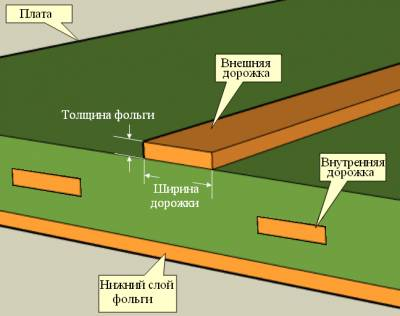 Плата
Внешняя
дорожка
Толщина фольги
Внутренняя
дорожка
Ширина
дорожки
Нижний слой
фольги